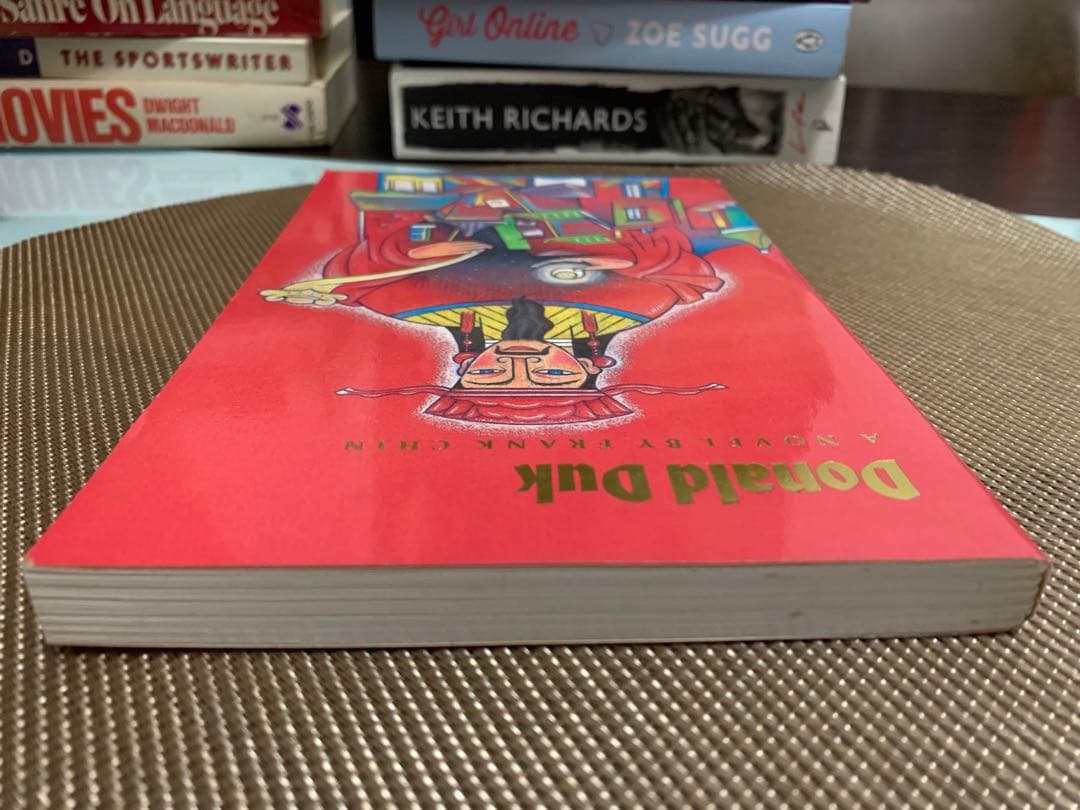 Safire On Language
THE SPORTSWRITER
MOVIES
DWIGHT
MACDONALD
Girl Online
ZOE SUGG
KEITH RICHARDS
Life
Donald Duk
A NOVEL BY FRANK CHIN